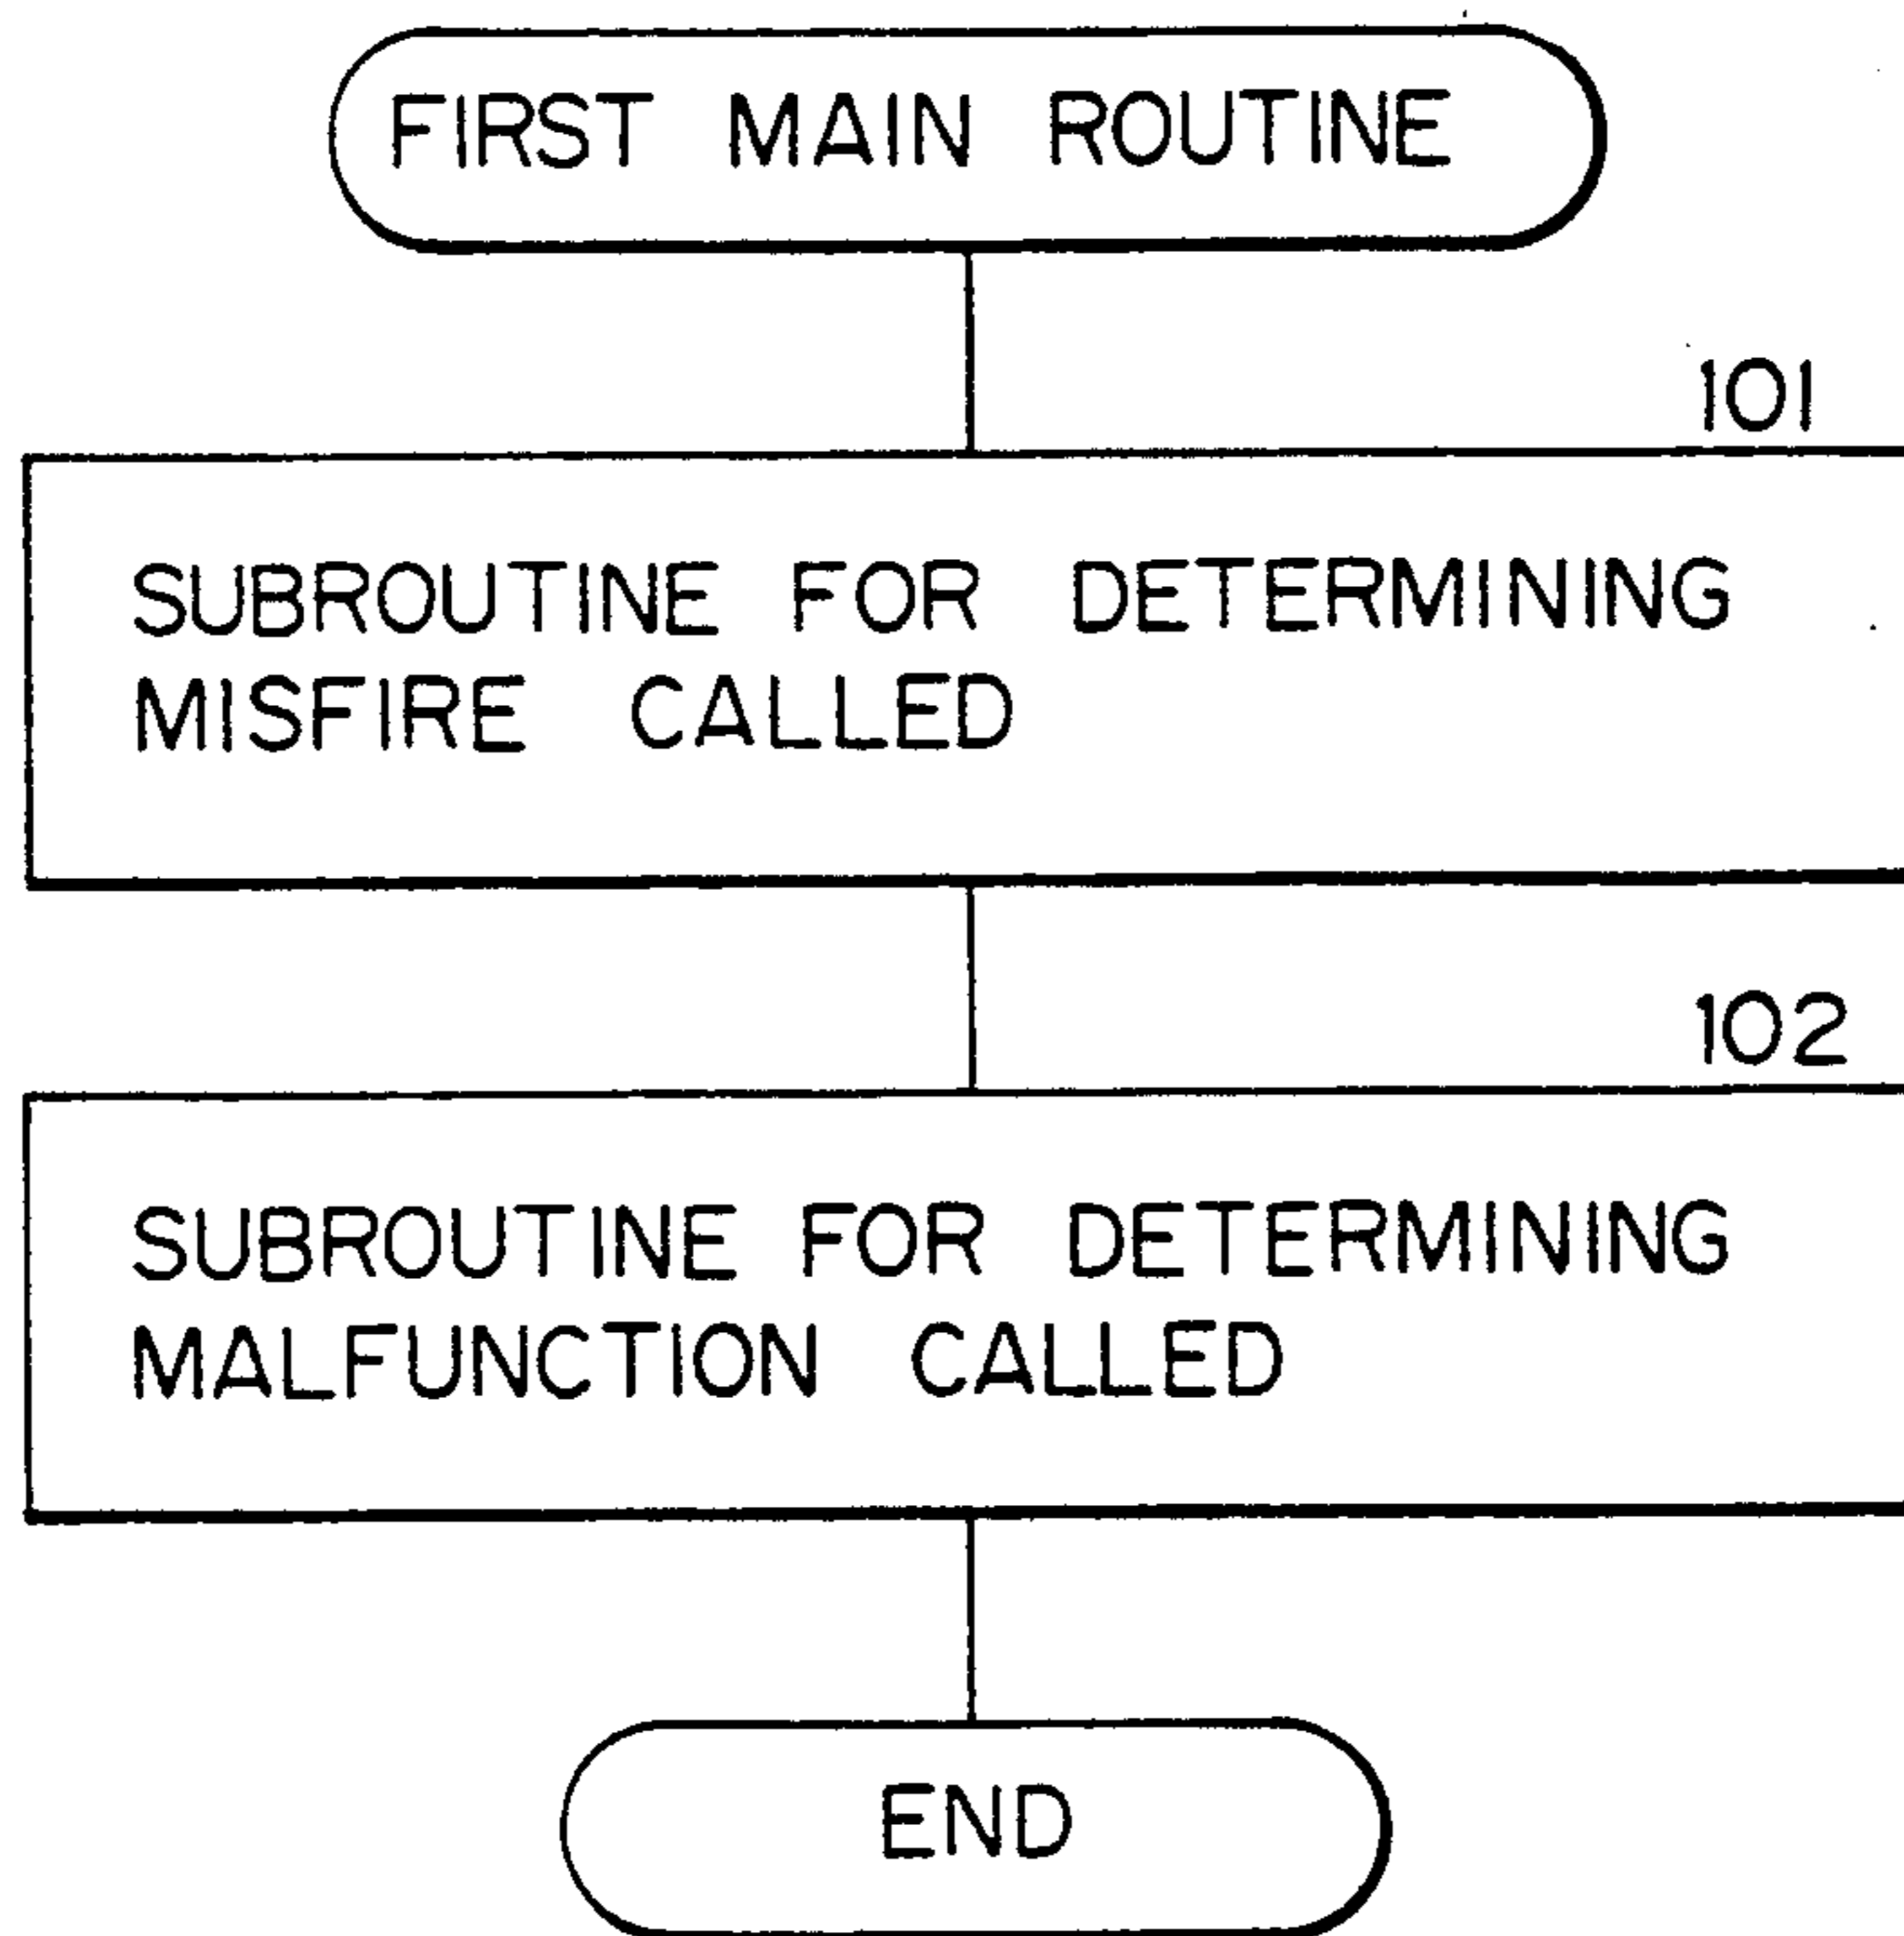 FIRST MAIN ROUTINE
101
SUBROUTINE FOR DETERMINING
MISFIRE CALLED
102
SUBROUTINE FOR DETERMINING
MALFUNCTION CALLED
END